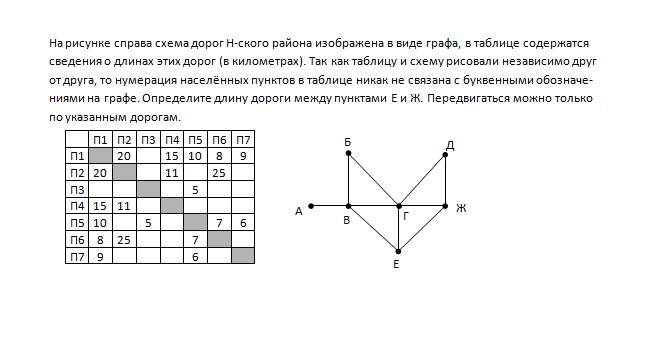 На рисунке справа схема дорог Н-ского района изображена в виде графа, в таблице содержатся
сведения о длинах этих дорог (в километрах). Так как таблицу и схему рисовали независимо друг
от друга, то нумерация населённых пунктов в таблице никак не связана с буквенными обозначе-
ниями на графе. Определите длину дороги между пунктами Е и Ж. Передвигаться можно только
по указанным дорогам.
П1 П2 П3 П4 П5 П6 П7
П1 20 15 10 8 9
П2 20 11 25
П3 5
П4 15 11
П5 10 5 7 6
П6 8 25 7
П7 9 6
Б Д
А В Г Ж
Е